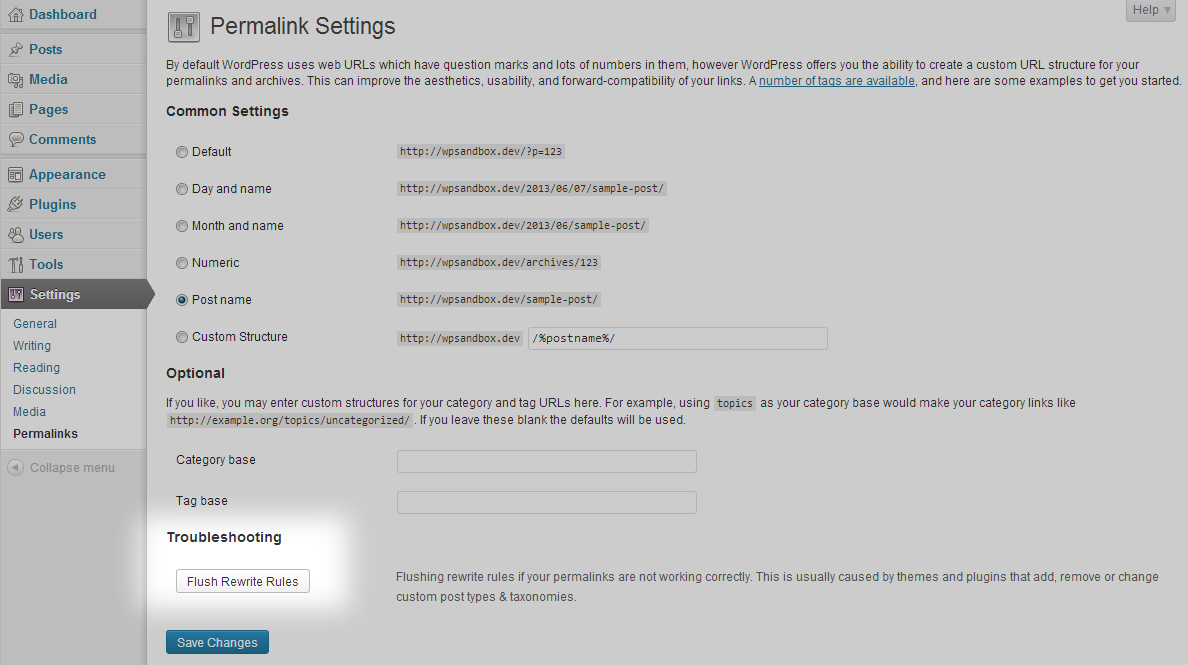 Dashboard
Posts
Media
Pages
Comments
Appearance
Plugins
Users
Tools
Settings
General
Writing
Reading
Discussion
Media
Permalinks
Collapse menu
Help
Permalink Settings
By default WordPress uses web URLs which have question marks and lots of numbers in them, however WordPress offers you the ability to create a custom URL structure for your
permalinks and archives. This can improve the aesthetics, usability, and forward-compatibility of your links. A number of tags are available, and here are some examples to get you started.
Common Settings
Default http://wpsandbox.dev/?p=123
Day and name http://wpsandbox.dev/2013/06/07/sample-post/
Month and name http://wpsandbox.dev/2013/06/sample-post/
Numeric http://wpsandbox.dev/archives/123
Post name http://wpsandbox.dev/sample-post/
Custom Structure http://wpsandbox.dev /%postname%/
Optional
If you like, you may enter custom structures for your category and tag URLs here. For example, using topics as your category base would make your category links like
http://example.org/topics/uncategorized/ . If you leave these blank the defaults will be used.
Category base
Tag base
Troubleshooting
Flush Rewrite Rules
Flushing rewrite rules if your permalinks are not working correctly. This is usually caused by themes and plugins that add, remove or change
custom post types & taxonomies.
Save Changes